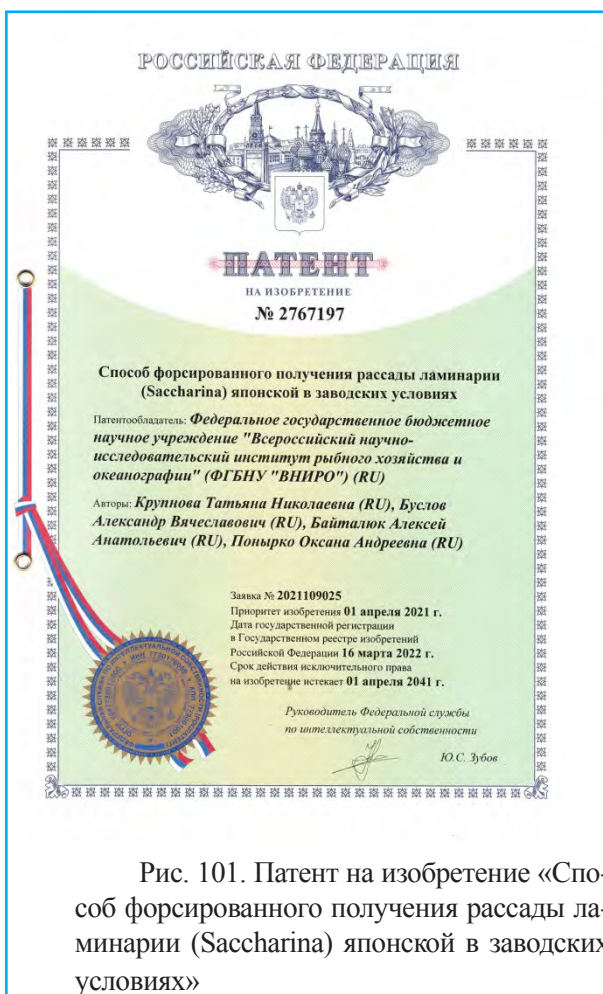 РОССИЙСКАЯ ФЕДЕРАЦИЯ
ПАТЕНТ
НА ИЗОБРЕТЕНИЕ
№ 2767197
Способ форсированного получения рассады ламинарии
(Saccharina) японской в заводских условиях
Патентообладатель: Федеральное государственное бюджетное
научное учреждение "Всероссийский научно-
исследовательский институт рыбного хозяйства и
океанографии" (ФГБНУ "ВНИРО") (RU)
Авторы: Крупнова Татьяна Николаевна (RU), Буслов
Александр Вячеславович (RU), Байталюк Алексей
Анатольевич (RU), Понырко Оксана Андреевна (RU)
Заявка № 2021109025
Приоритет изобретения 01 апреля 2021 г.
Дата государственной регистрации
в Государственном реестре изобретений
Российской Федерации 16 марта 2022 г.
Срок действия исключительного права
на изобретение истекает 01 апреля 2041 г.
Руководитель Федеральной службы
по интеллектуальной собственности
Ю.С. Зубов
Рис. 101. Патент на изобретение «Спо-
соб форсированного получения рассады ла-
минарии (Saccharina) японской в заводских
условиях»